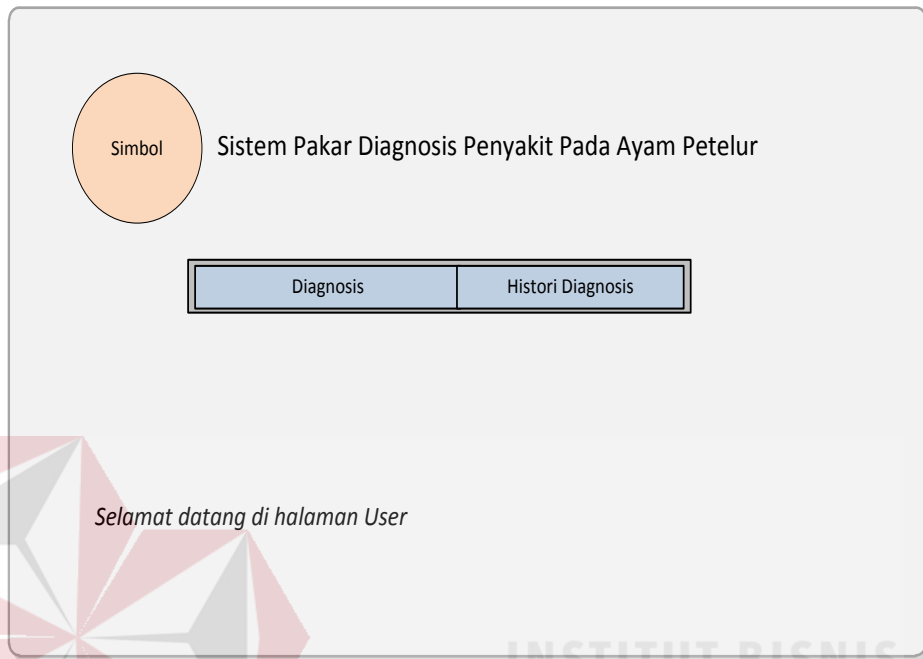 Simbol
Sistem Pakar Diagnosis Penyakit Pada Ayam Petelur
Diagnosis
Histori Diagnosis
Selamat datang di halaman User
INSTITUT BISNIS